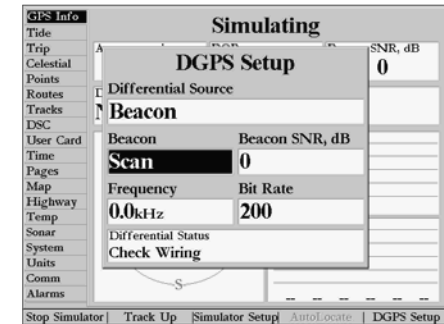 GPS Info
Tide
Trip
Celestial
Points
Routes
Tracks
DSC
User Card
Time
Pages
Map
Highway
Temp
Sonar
System
Units
Comm
Alarms
Simulating
SNR, dB
0
DGPS Setup
Differential Source
Beacon
Beacon Beacon SNR, dB
Scan 0
Frequency Bit Rate
0.0kHz 200
Differential Status
Check Wiring
S
Stop Simulator Track Up Simulator Setup AutoLocate DGPS Setup